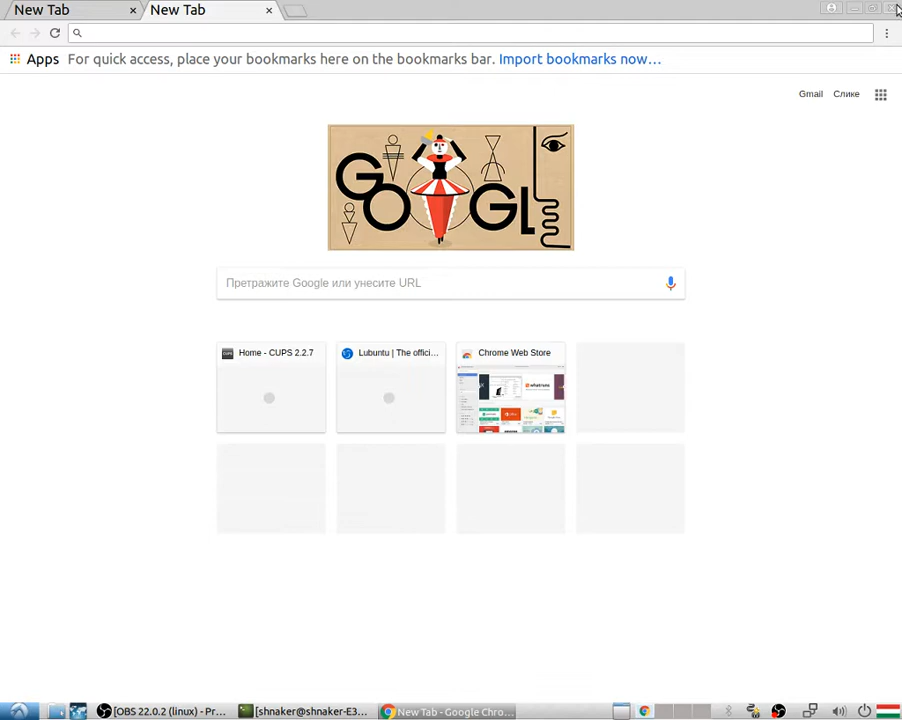 New Tab
New Tab
Apps For quick access, place your bookmarks here on the bookmarks bar. Import bookmarks now…
Gmail Слике
GOOGL
Претражите Google или унесите URL
Home - CUPS 2.2.7
Lubuntu | The offici...
Chrome Web Store
[OBS 22.0.2 (linux) - Pr...
[shnaker@shnaker-E3...
New Tab - Google Chro...